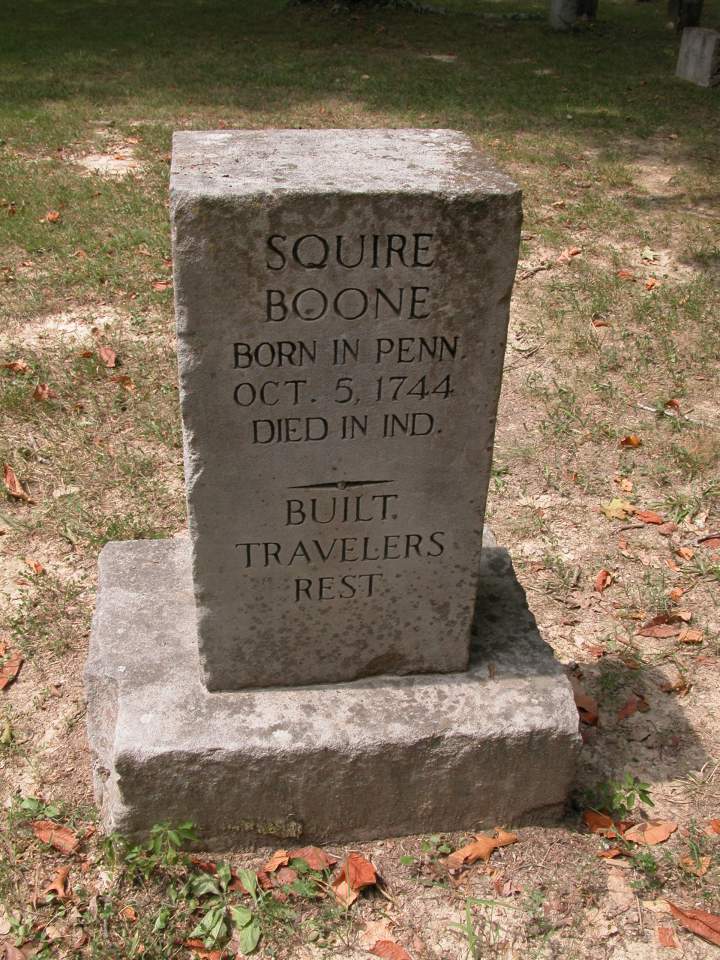 SQUIRE
BOONE
BORN IN PENN.
OCT. 5, 1744
DIED IN IND.
BUILT
TRAVELERS
REST